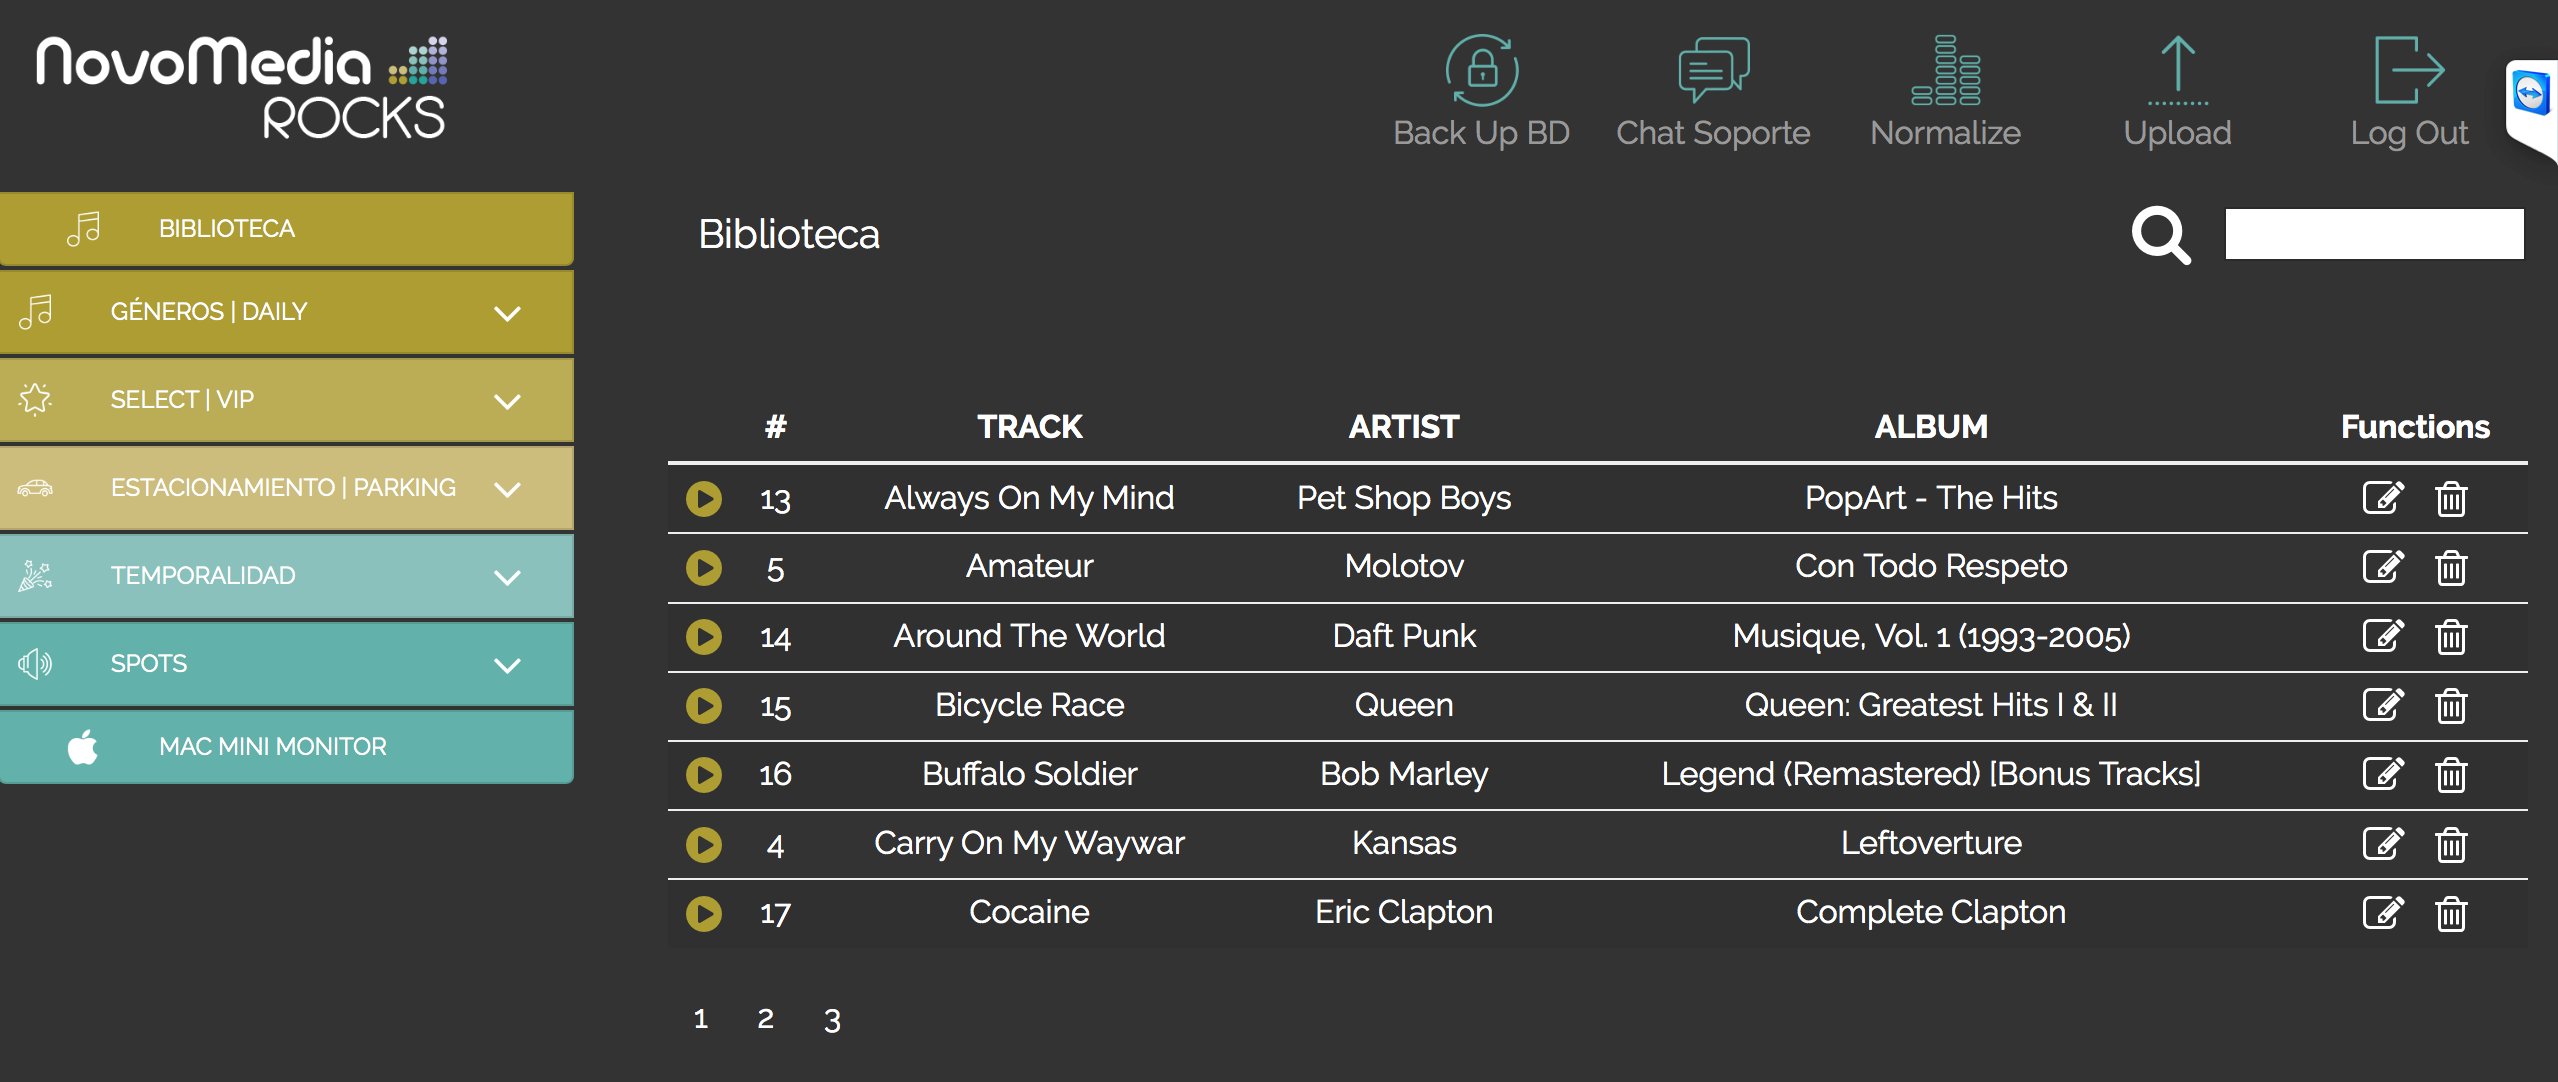 NovoMedia
ROCKS
Back Up BD
Chat Soporte
Normalize
Upload
Log Out
BIBLIOTECA
GÉNEROS | DAILY
SELECT | VIP
ESTACIONAMIENTO | PARKING
TEMPORALIDAD
SPOTS
MAC MINI MONITOR
Biblioteca
# TRACK ARTIST ALBUM Functions
13 Always On My Mind Pet Shop Boys PopArt - The Hits
5 Amateur Molotov Con Todo Respeto
14 Around The World Daft Punk Musique, Vol. 1 (1993-2005)
15 Bicycle Race Queen Queen: Greatest Hits I & II
16 Buffalo Soldier Bob Marley Legend (Remastered) [Bonus Tracks]
4 Carry On My Waywar Kansas Leftoverture
17 Cocaine Eric Clapton Complete Clapton
1 2 3